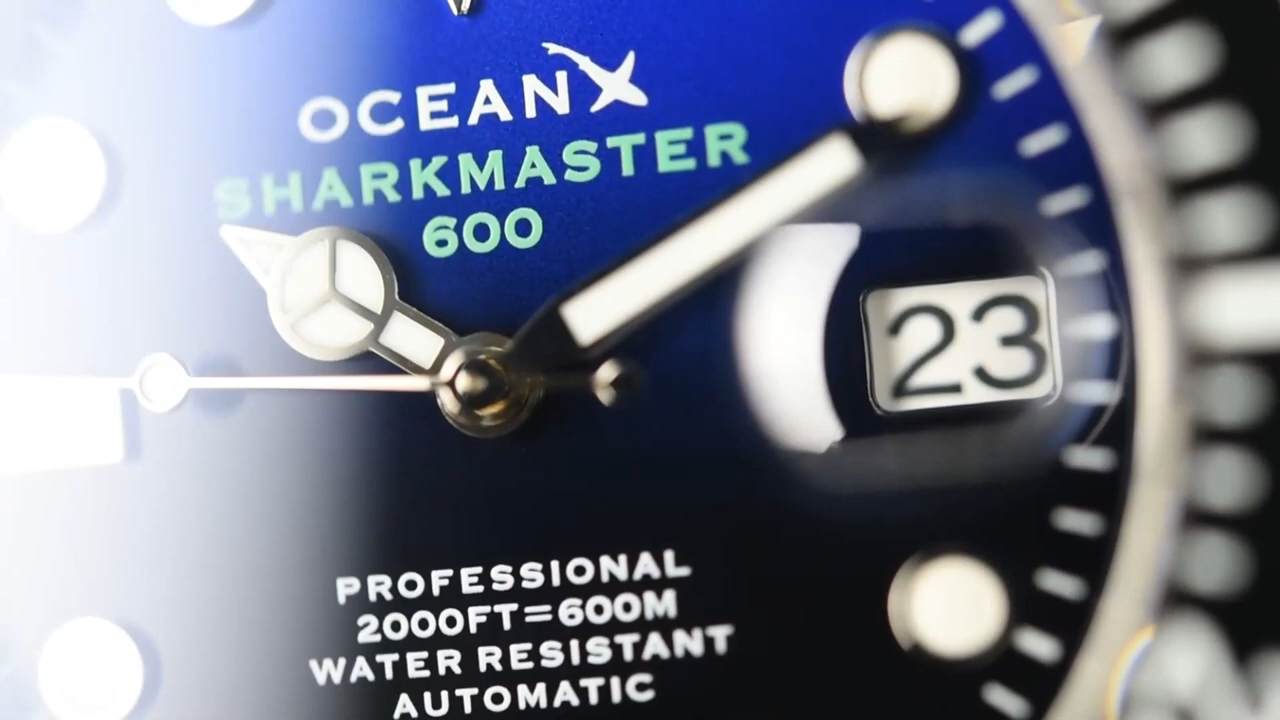 OCEANX
SHARKMASTER
600
23
PROFESSIONAL
2000FT=600M
WATER RESISTANT
AUTOMATIC